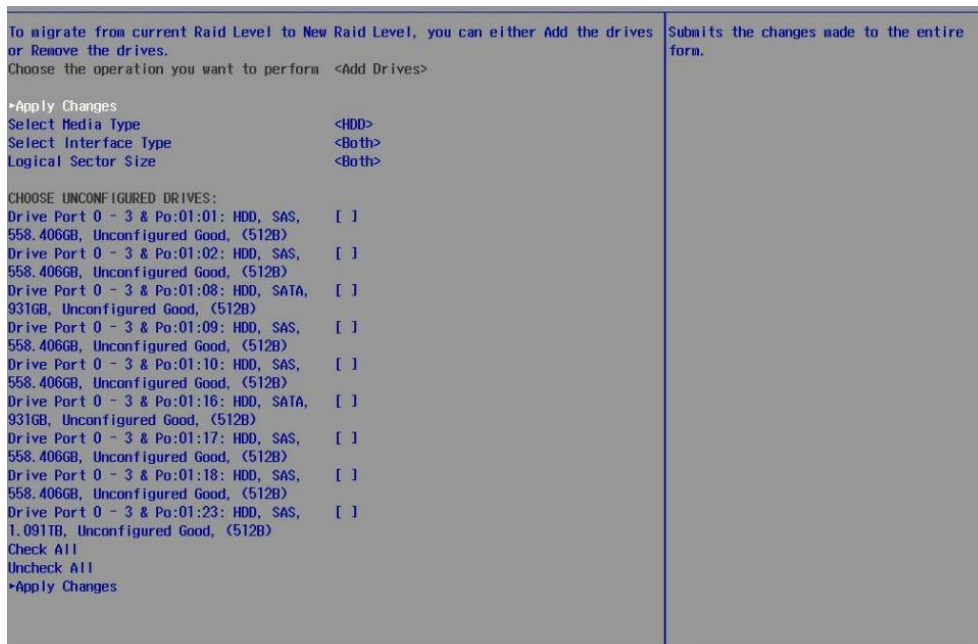 To migrate from current Raid Level to New Raid Level, you can either Add the drives
or Remove the drives.
Choose the operation you want to perform <Add Drives>
▸Apply Changes
Select Media Type <HDD>
Select Interface Type <Both>
Logical Sector Size <Both>
CHOOSE UNCONFIGURED DRIVES:
Drive Port 0 - 3 & Po:01:01: HDD, SAS, [ ]
558.406GB, Unconfigured Good, (512B)
Drive Port 0 - 3 & Po:01:02: HDD, SAS, [ ]
558.406GB, Unconfigured Good, (512B)
Drive Port 0 - 3 & Po:01:08: HDD, SATA, [ ]
931GB, Unconfigured Good, (512B)
Drive Port 0 - 3 & Po:01:09: HDD, SAS, [ ]
558.406GB, Unconfigured Good, (512B)
Drive Port 0 - 3 & Po:01:10: HDD, SAS, [ ]
558.406GB, Unconfigured Good, (512B)
Drive Port 0 - 3 & Po:01:16: HDD, SATA, [ ]
931GB, Unconfigured Good, (512B)
Drive Port 0 - 3 & Po:01:17: HDD, SAS, [ ]
558.406GB, Unconfigured Good, (512B)
Drive Port 0 - 3 & Po:01:18: HDD, SAS, [ ]
558.406GB, Unconfigured Good, (512B)
Drive Port 0 - 3 & Po:01:23: HDD, SAS, [ ]
1.091TB, Unconfigured Good, (512B)
Check All
Uncheck All
▸Apply Changes
Submits the changes made to the entire
form.